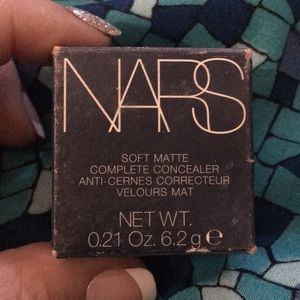 NARS
SOFT MATTE
COMPLETE CONCEALER
ANTI-CERNES CORRECTEUR
VELOURS MAT
NET WT.
0.21 Oz. 6.2 g ℮